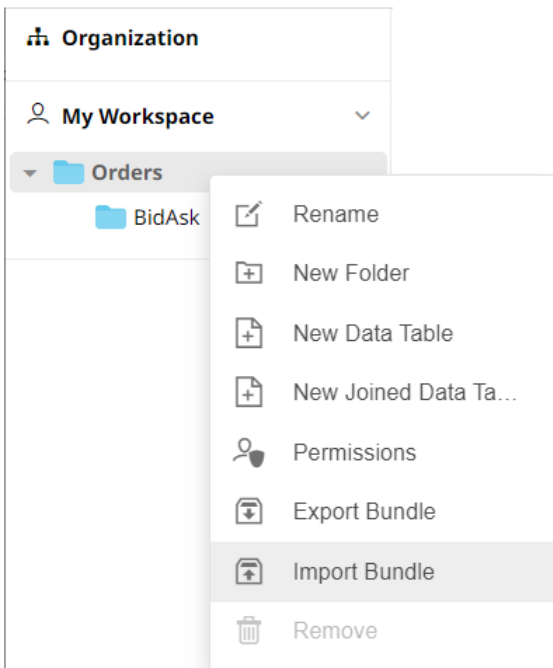 Organization
My Workspace
Orders
BidAsk
Rename
New Folder
New Data Table
New Joined Data Ta...
Permissions
Export Bundle
Import Bundle
Remove